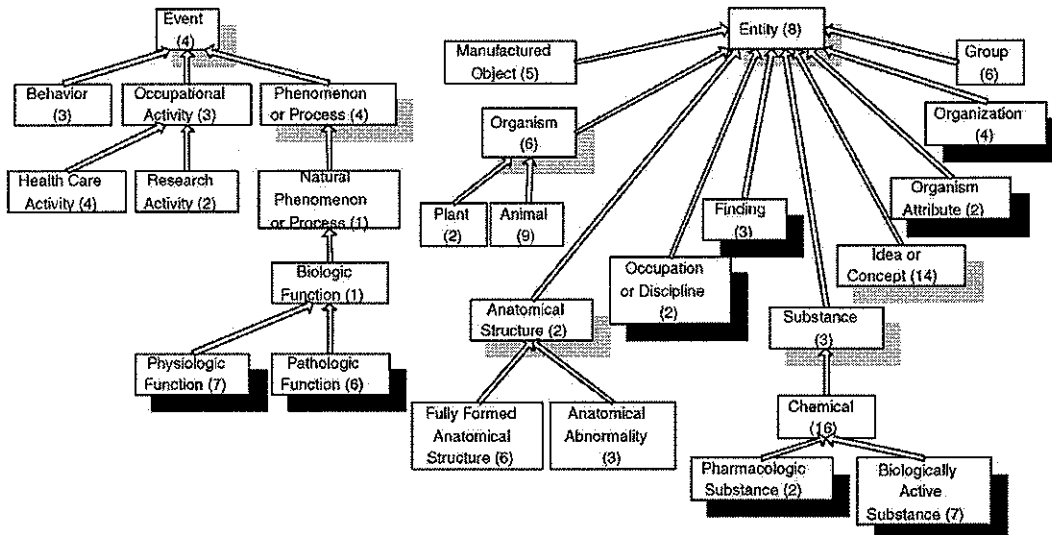 Event
(4)
Behavior
(3)
Occupational
Activity (3)
Phenomenon
or Process (4)
Health Care
Activity (4)
Research
Activity (2)
Natural
Phenomenon
or Process (1)
Biologic
Function (1)
Physiologic
Function (7)
Pathologic
Function (6)
Entity (8)
Manufactured
Object (5)
Group
(6)
Organism
(6)
Organization
(4)
Plant
(2)
Animal
(9)
Finding
(3)
Organism
Attribute (2)
Occupation
or Discipline
(2)
Idea or
Concept (14)
Anatomical
Structure (2)
Substance
(3)
Fully Formed
Anatomical
Structure (6)
Anatomical
Abnormality
(3)
Chemical
(16)
Pharmacologic
Substance (2)
Biologically
Active
Substance (7)